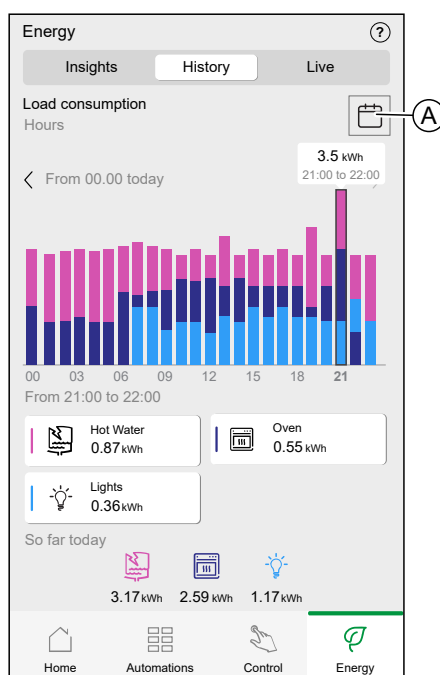 Energy ?
Insights History Live
Load consumption
Hours
A
3.5 kWh
21:00 to 22:00
From 00.00 today
00 03 06 09 12 15 18 21
From 21:00 to 22:00
Hot Water
0.87 kWh
Oven
0.55 kWh
Lights
0.36 kWh
So far today
3.17 kWh 2.59 kWh 1.17 kWh
Home Automations Control Energy